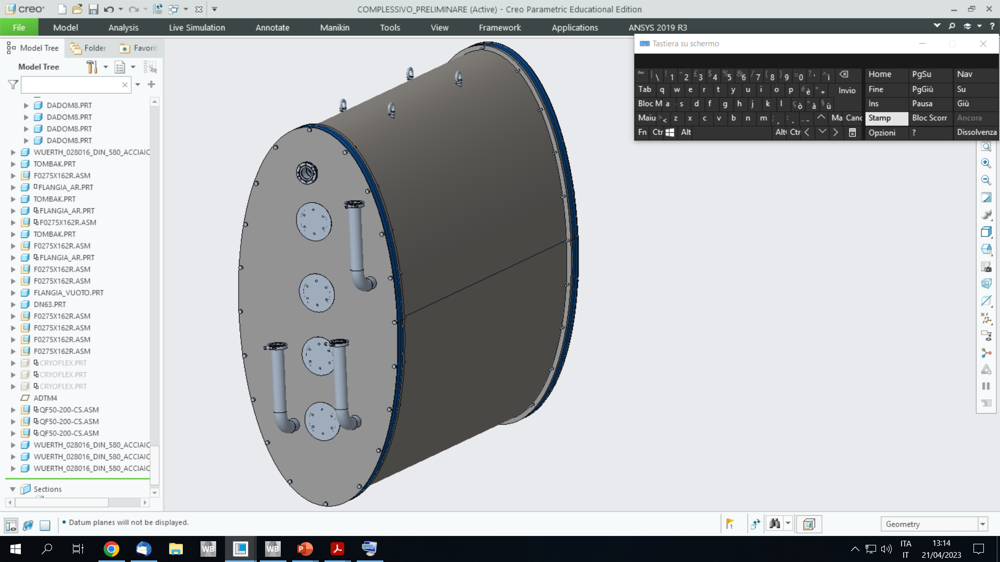 creo®
COMPLESSIVO_PRELIMINARE (Active) - Creo Parametric Educational Edition
File Model Analysis Live Simulation Annotate Manikin Tools View Framework Applications ANSYS 2019 R3
Model Tree Folder Favorit
Model Tree
DADOM8.PRT
DADOM8.PRT
DADOM8.PRT
DADOM8.PRT
WUERTH_028016_DIN_580_ACCIAIC
TOMBAK.PRT
F0275X162R.ASM
FLANGIA_AR.PRT
TOMBAK.PRT
FLANGIA_AR.PRT
F0275X162R.ASM
TOMBAK.PRT
F0275X162R.ASM
FLANGIA_AR.PRT
F0275X162R.ASM
F0275X162R.ASM
FLANGIA_VUOTO.PRT
DN63.PRT
F0275X162R.ASM
F0275X162R.ASM
F0275X162R.ASM
F0275X162R.ASM
CRYOFLEX.PRT
CRYOFLEX.PRT
CRYOFLEX.PRT
ADTM4
QF50-200-CS.ASM
QF50-200-CS.ASM
QF50-200-CS.ASM
WUERTH_028016_DIN_580_ACCIAIC
WUERTH_028016_DIN_580_ACCIAIC
WUERTH_028016_DIN_580_ACCIAIC
Sections
Tastiera su schermo
Esc | \ ! 1 " 2 £ 3 $ 4 % 5 & 6 / 7 ( 8 ) 9 = 0 ? ' ^ ì Home PgSu Nav
Tab q w e r t y u i o p é è * + Invio Fine PgGiù Su
Bloc M a s d f g h j k l ç ò ° à § ù Ins Pausa Giù
Maiu > < z x c v b n m ; , : . _ - Ma Canc Stamp Bloc Scorr Ancora
Fn Ctr Alt Alt Ctr Opzioni ? Dissolvenza
Datum planes will not be displayed.
1
Geometry
WB WB P
ITA
IT
13:14
21/04/2023